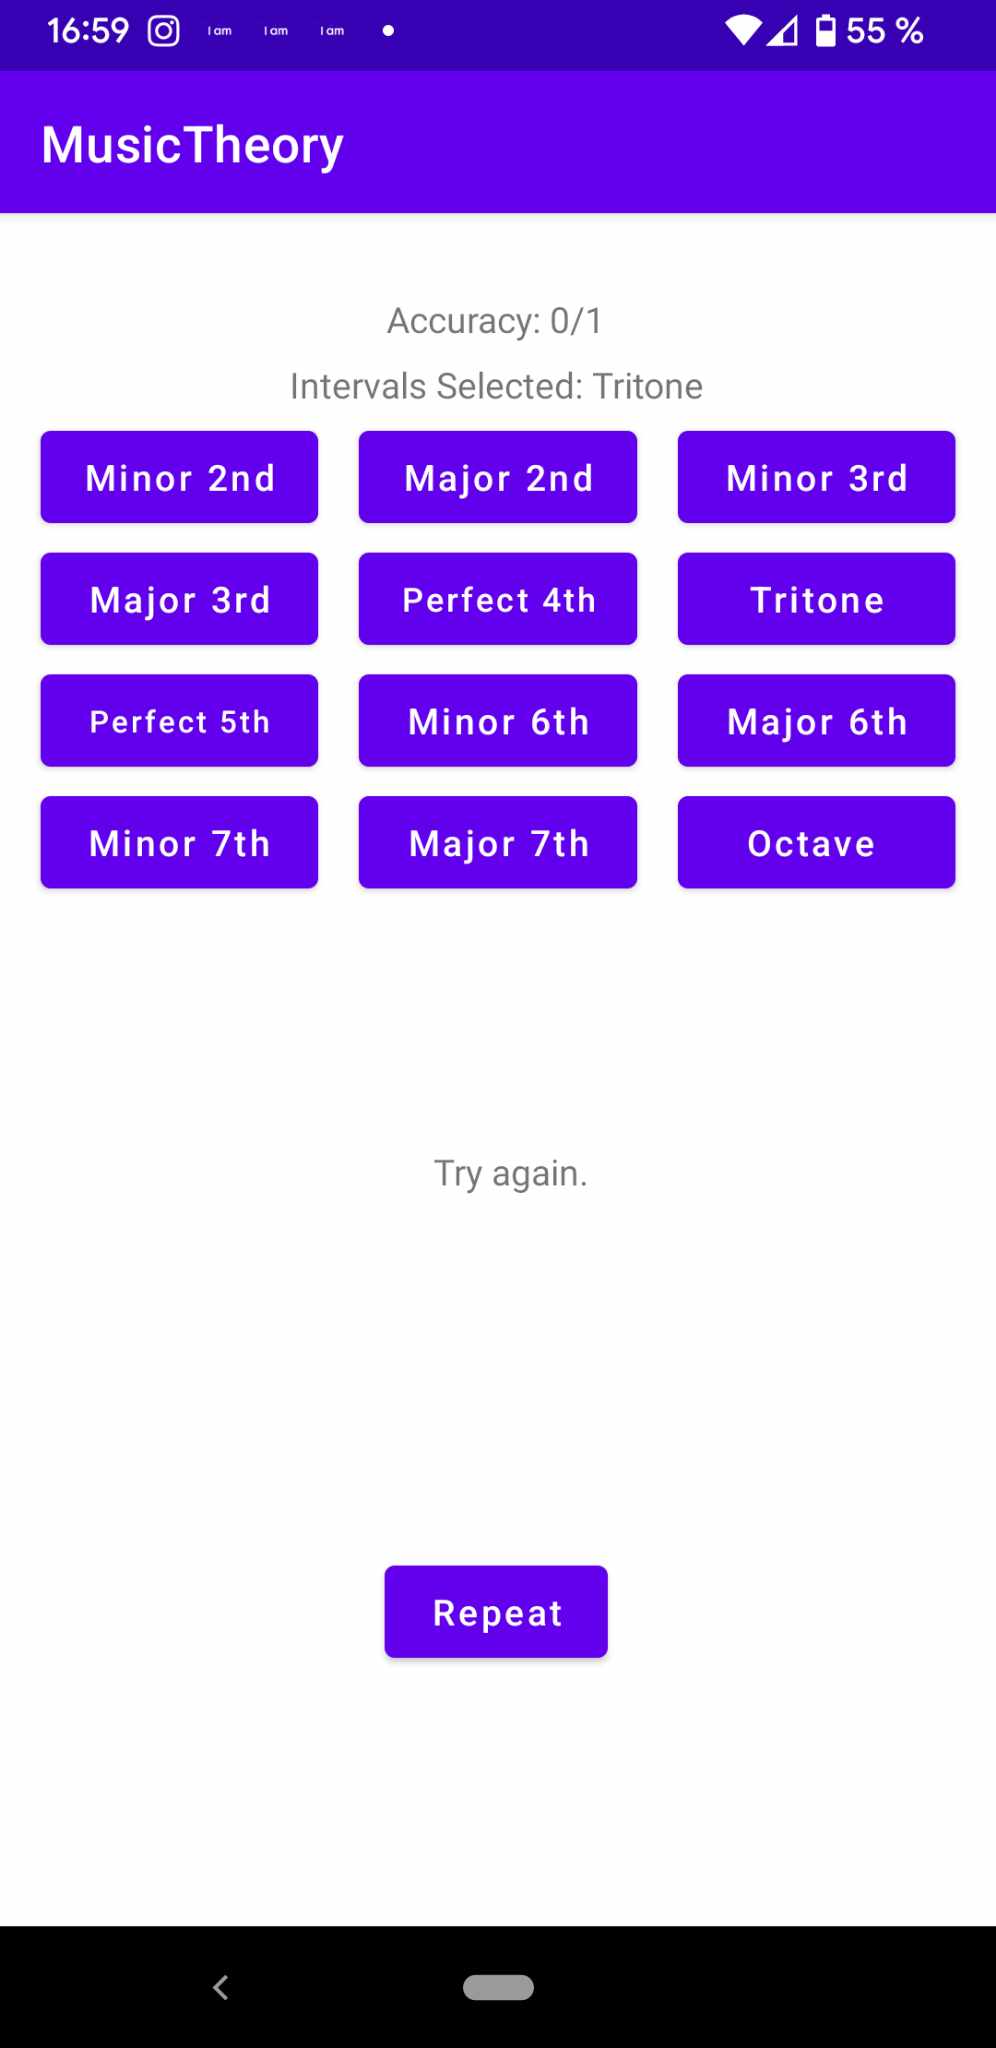 16:59 I am I am I am 55 %
MusicTheory
Accuracy: 0/1
Intervals Selected: Tritone
Minor 2nd Major 2nd Minor 3rd
Major 3rd Perfect 4th Tritone
Perfect 5th Minor 6th Major 6th
Minor 7th Major 7th Octave
Try again.
Repeat